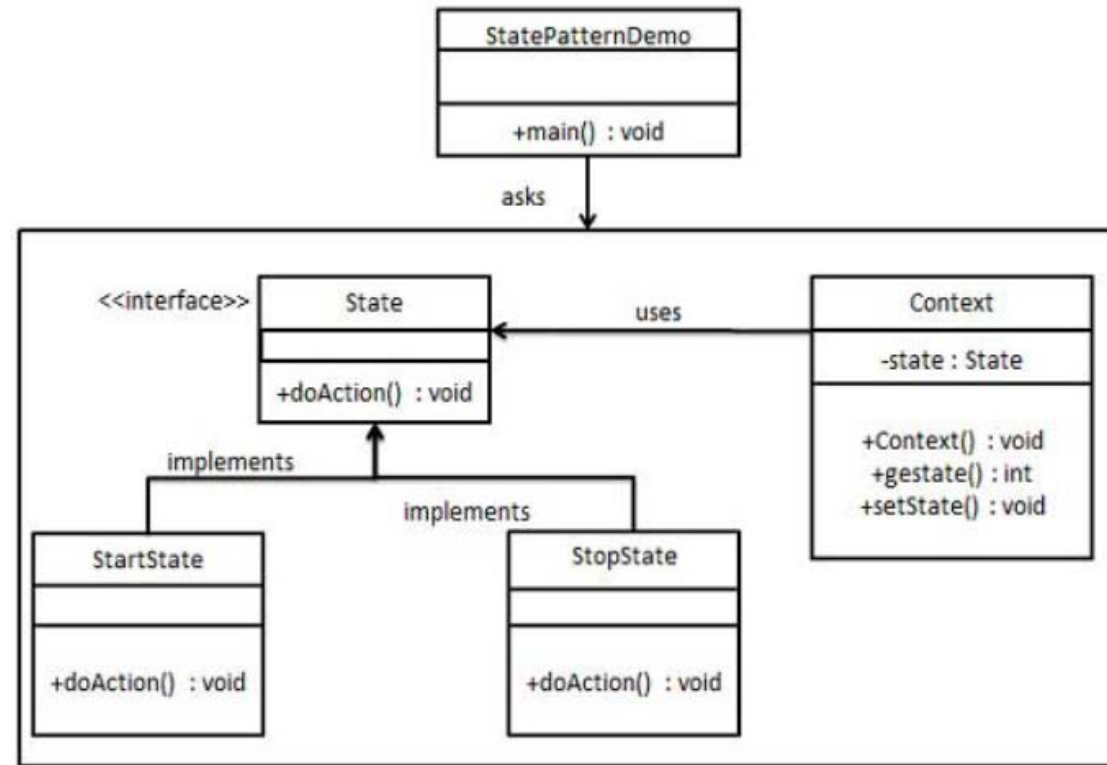 StatePatternDemo
+main() : void
asks
<<interface>>
State
+doAction() : void
uses
Context
-state : State
+Context() : void
+gestate() : int
+setState() : void
implements
implements
StartState
+doAction() : void
StopState
+doAction() : void